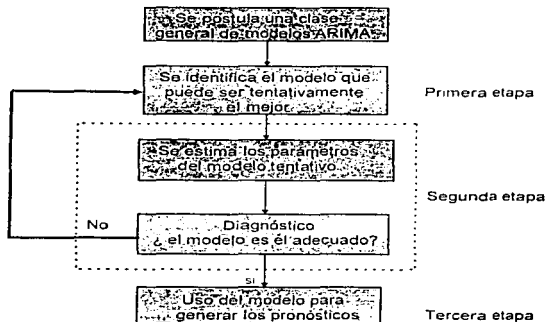 Se postula una clase
general de modelos ARIMA
Se identifica el modelo que
puede ser tentativamente
el mejor
Primera etapa
Se estima los parámetros
del modelo tentativo
Segunda etapa
No
Diagnóstico
¿ el modelo es él adecuado?
si
Uso del modelo para
generar los pronósticos
Tercera etapa